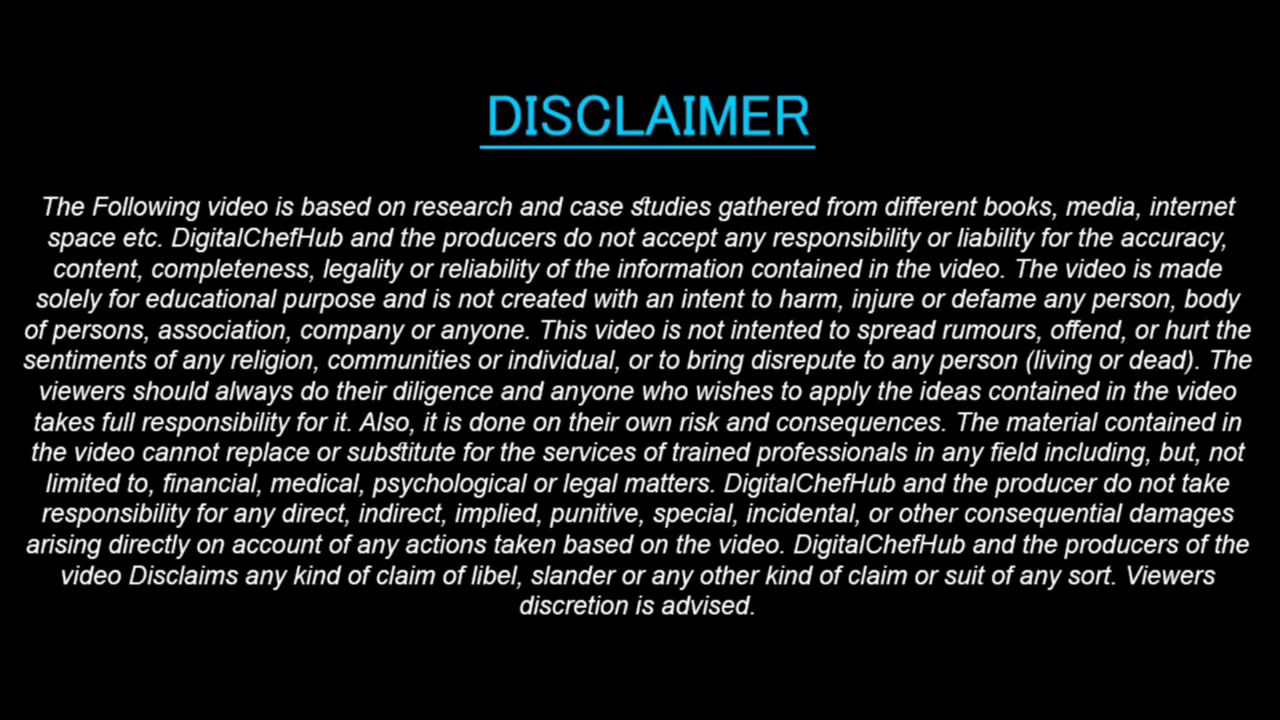 DISCLAIMER
The Following video is based on research and case studies gathered from different books, media, internet
space etc. DigitalChefHub and the producers do not accept any responsibility or liability for the accuracy,
content, completeness, legality or reliability of the information contained in the video. The video is made
solely for educational purpose and is not created with an intent to harm, injure or defame any person, body
of persons, association, company or anyone. This video is not intented to spread rumours, offend, or hurt the
sentiments of any religion, communities or individual, or to bring disrepute to any person (living or dead). The
viewers should always do their diligence and anyone who wishes to apply the ideas contained in the video
takes full responsibility for it. Also, it is done on their own risk and consequences. The material contained in
the video cannot replace or substitute for the services of trained professionals in any field including, but, not
limited to, financial, medical, psychological or legal matters. DigitalChefHub and the producer do not take
responsibility for any direct, indirect, implied, punitive, special, incidental, or other consequential damages
arising directly on account of any actions taken based on the video. DigitalChefHub and the producers of the
video Disclaims any kind of claim of libel, slander or any other kind of claim or suit of any sort. Viewers
discretion is advised.